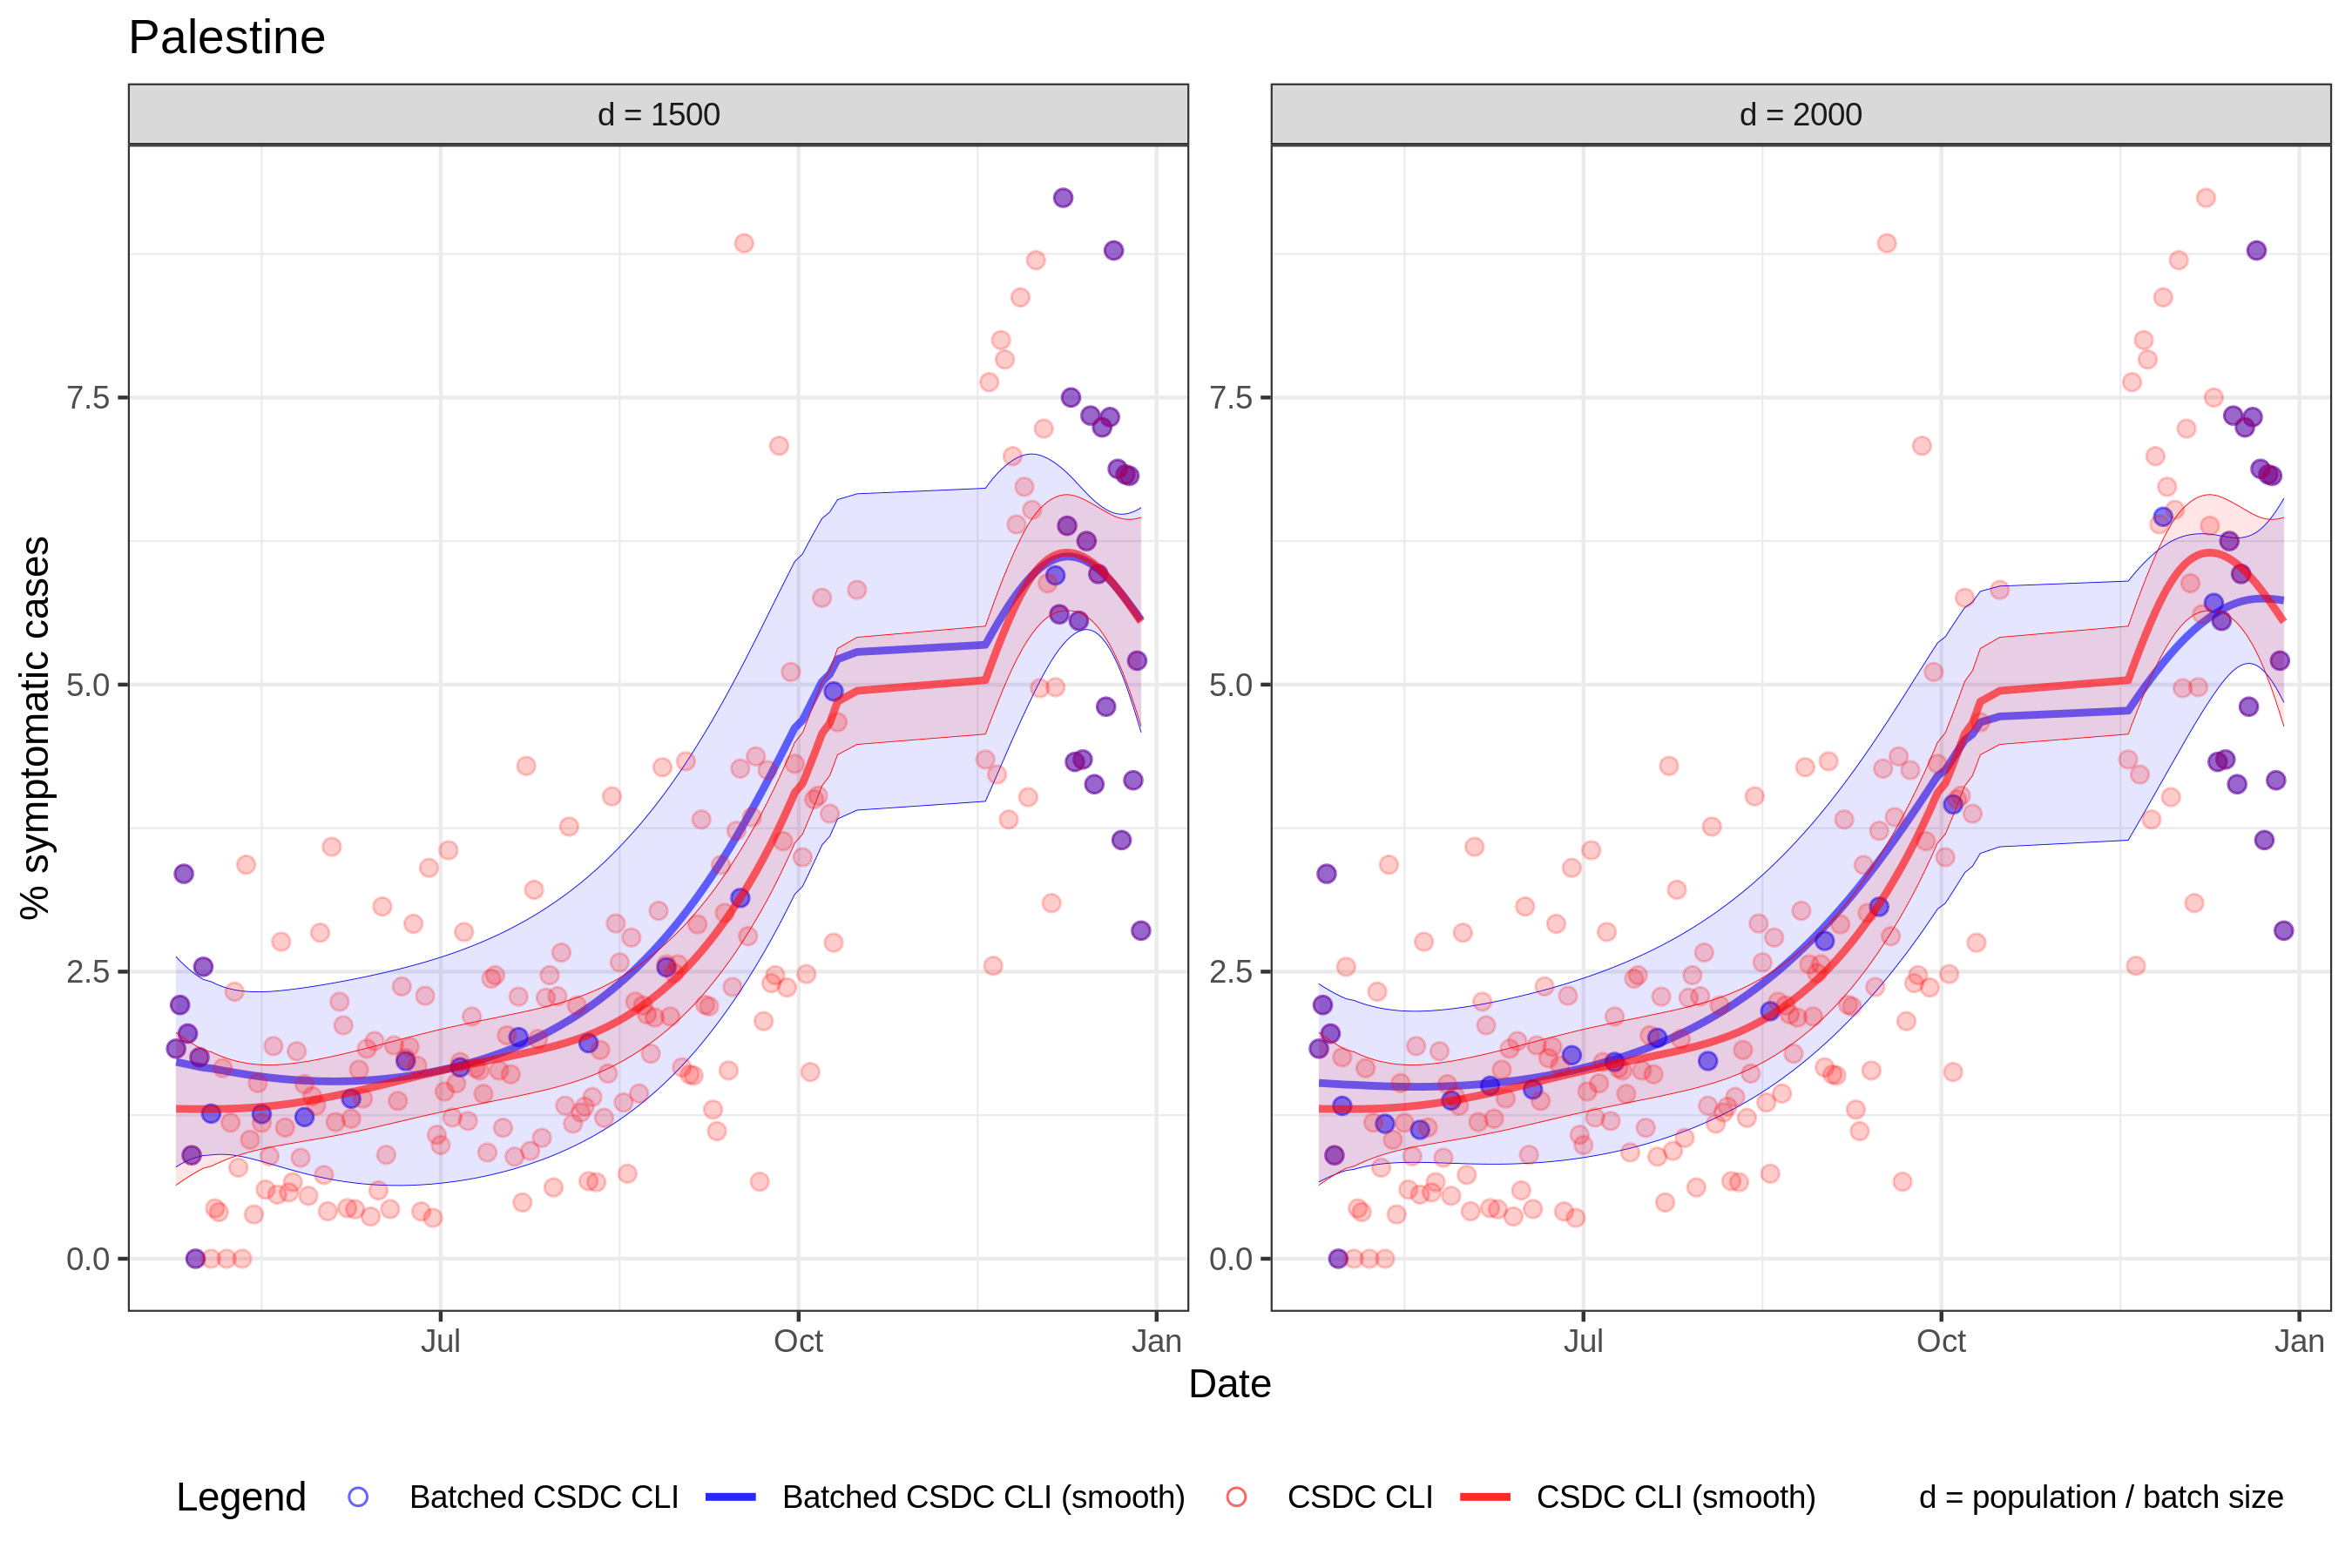 Palestine
d = 1500
d = 2000
% symptomatic cases
7.5
5.0
2.5
0.0
7.5
5.0
2.5
0.0
Jul
Oct
Jan
Jul
Oct
Jan
Date
Legend
Batched CSDC CLI
Batched CSDC CLI (smooth)
CSDC CLI
CSDC CLI (smooth)
d = population / batch size